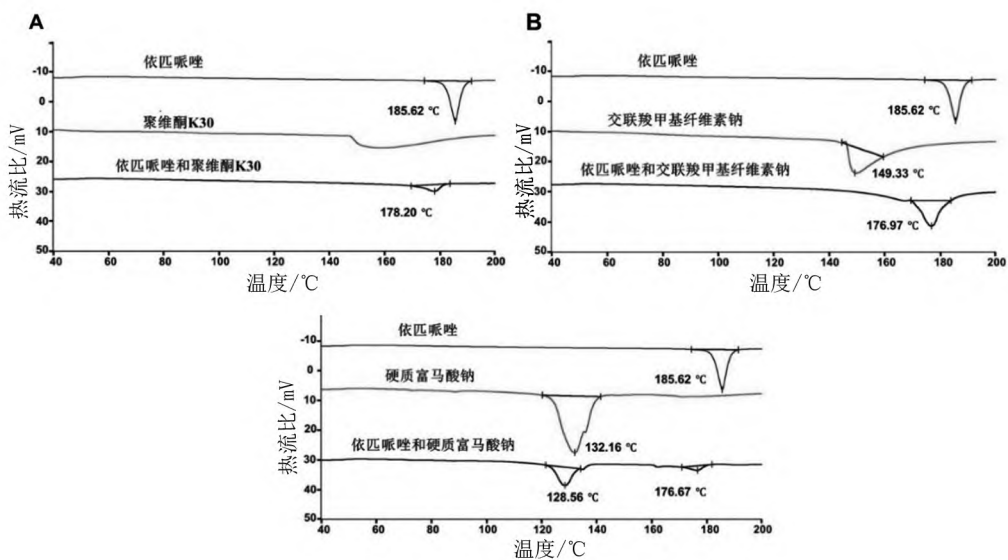 A
依匹哌唑
185.62 ℃
聚维酮K30
依匹哌唑和聚维酮K30
178.20 ℃
热流比/mV
-10
0
10
20
30
40
50
40 60 80 100 120 140 160 180 200
温度/℃
B
依匹哌唑
185.62 ℃
交联羧甲基纤维素钠
149.33 ℃
依匹哌唑和交联羧甲基纤维素钠
176.97 ℃
热流比/mV
-10
0
10
20
30
40
50
40 60 80 100 120 140 160 180 200
温度/℃
依匹哌唑
185.62 ℃
硬质富马酸钠
132.16 ℃
依匹哌唑和硬质富马酸钠
128.56 ℃
176.67 ℃
热流比/mV
-10
0
10
20
30
40
50
40 60 80 100 120 140 160 180 200
温度/℃